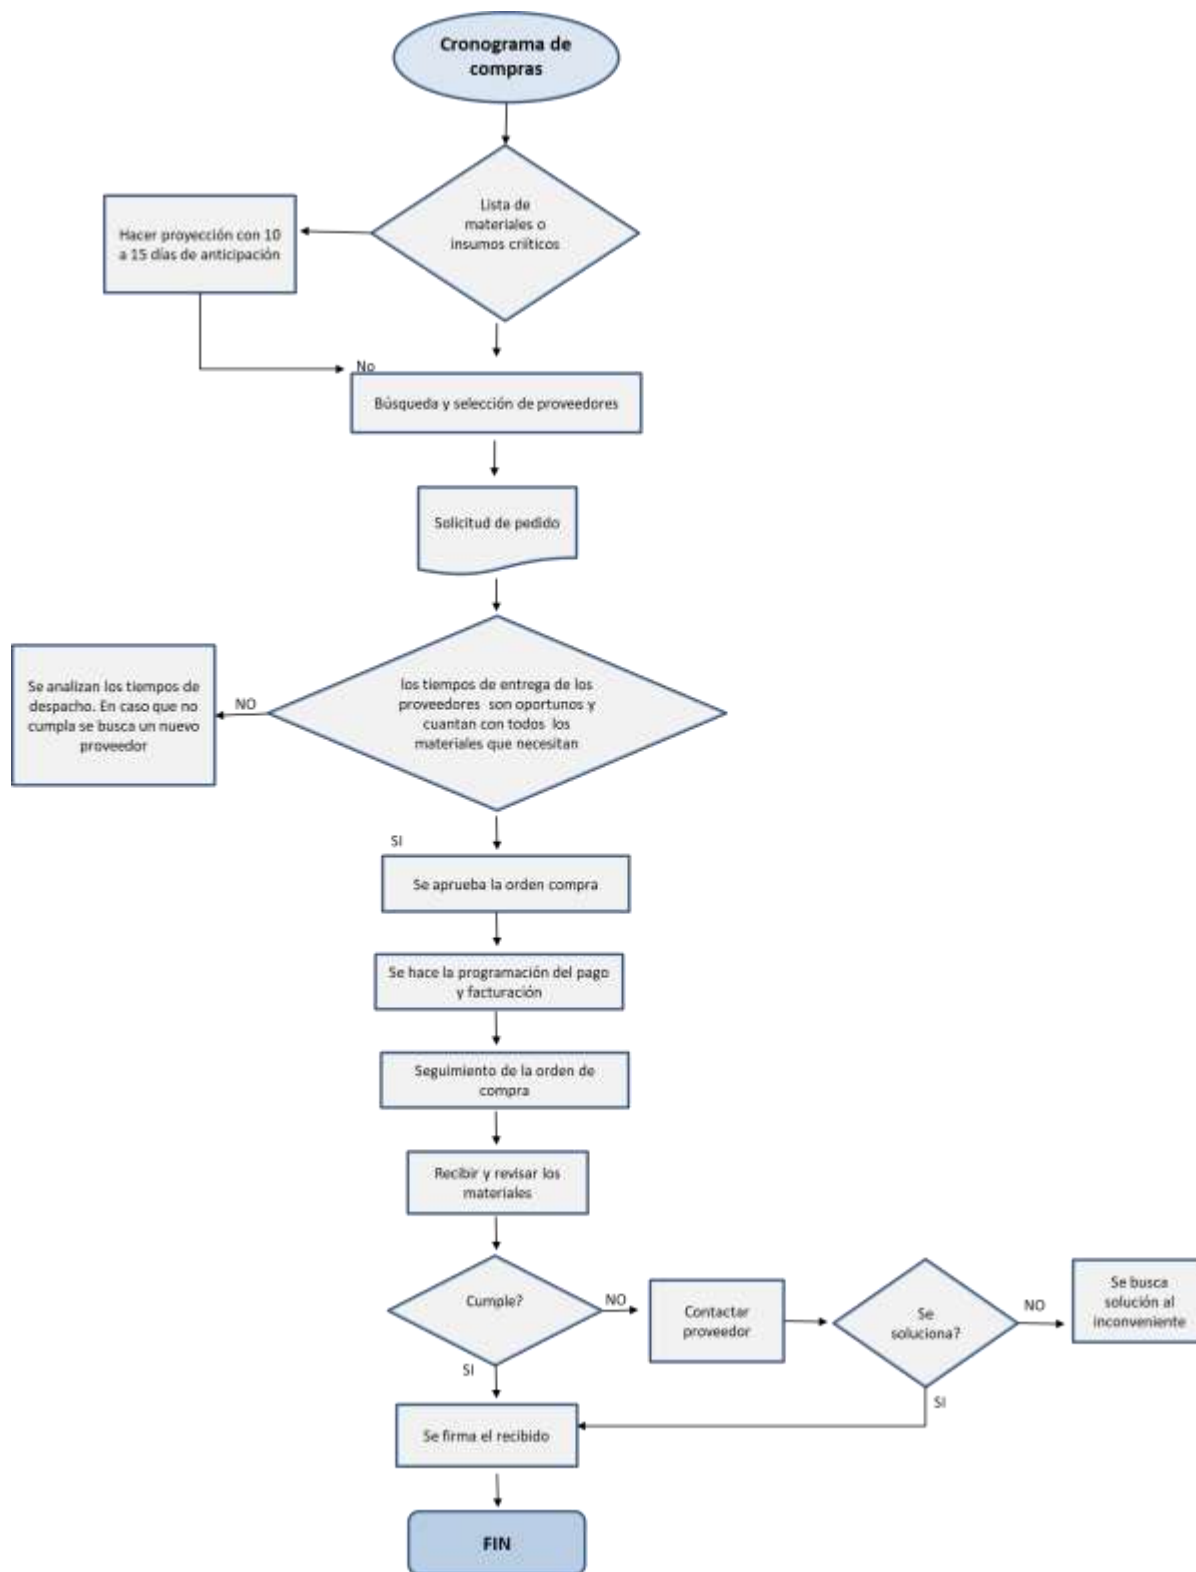 Cronograma de
compras
Lista de
materiales o
insumos criíticos
Hacer proyección con 10
a 15 días de anticipación
No
Búsqueda y selección de proveedores
Solicitud de pedido
los tiempos de entrega de los
proveedores son oportunos y
cuantan con todos los
materiales que necesitan
NO
Se analizan los tiempos de
despacho. En caso que no
cumpla se busca un nuevo
proveedor
SI
Se aprueba la orden compra
Se hace la programación del pago
y facturación
Seguimiento de la orden de
compra
Recibir y revisar los
materiales
Cumple?
NO
Contactar
proveedor
Se
soluciona?
NO
Se busca
solución al
inconveniente
SI
SI
Se firma el recibido
FIN